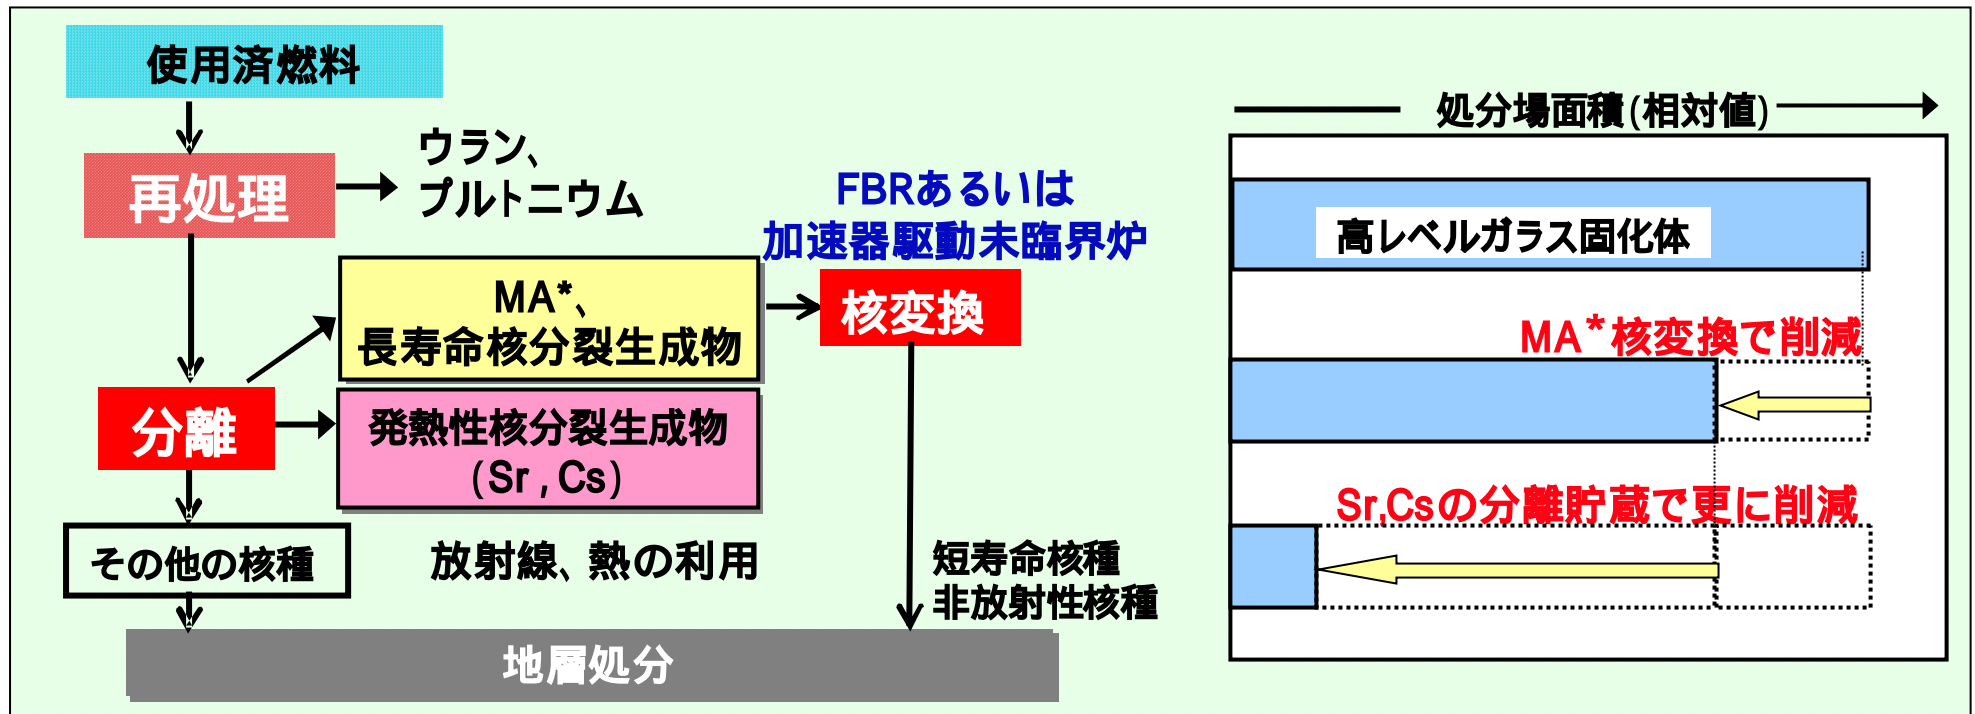 使用済燃料
再処理
ウラン、
プルトニウム
FBRあるいは
加速器駆動未臨界炉
MA*、
長寿命核分裂生成物
核変換
分離
発熱性核分裂生成物
(Sr,Cs)
その他の核種
放射線、熱の利用
短寿命核種
非放射性核種
地層処分
処分場面積(相対値)
高レベルガラス固化体
MA*核変換で削減
Sr,Csの分離貯蔵で更に削減